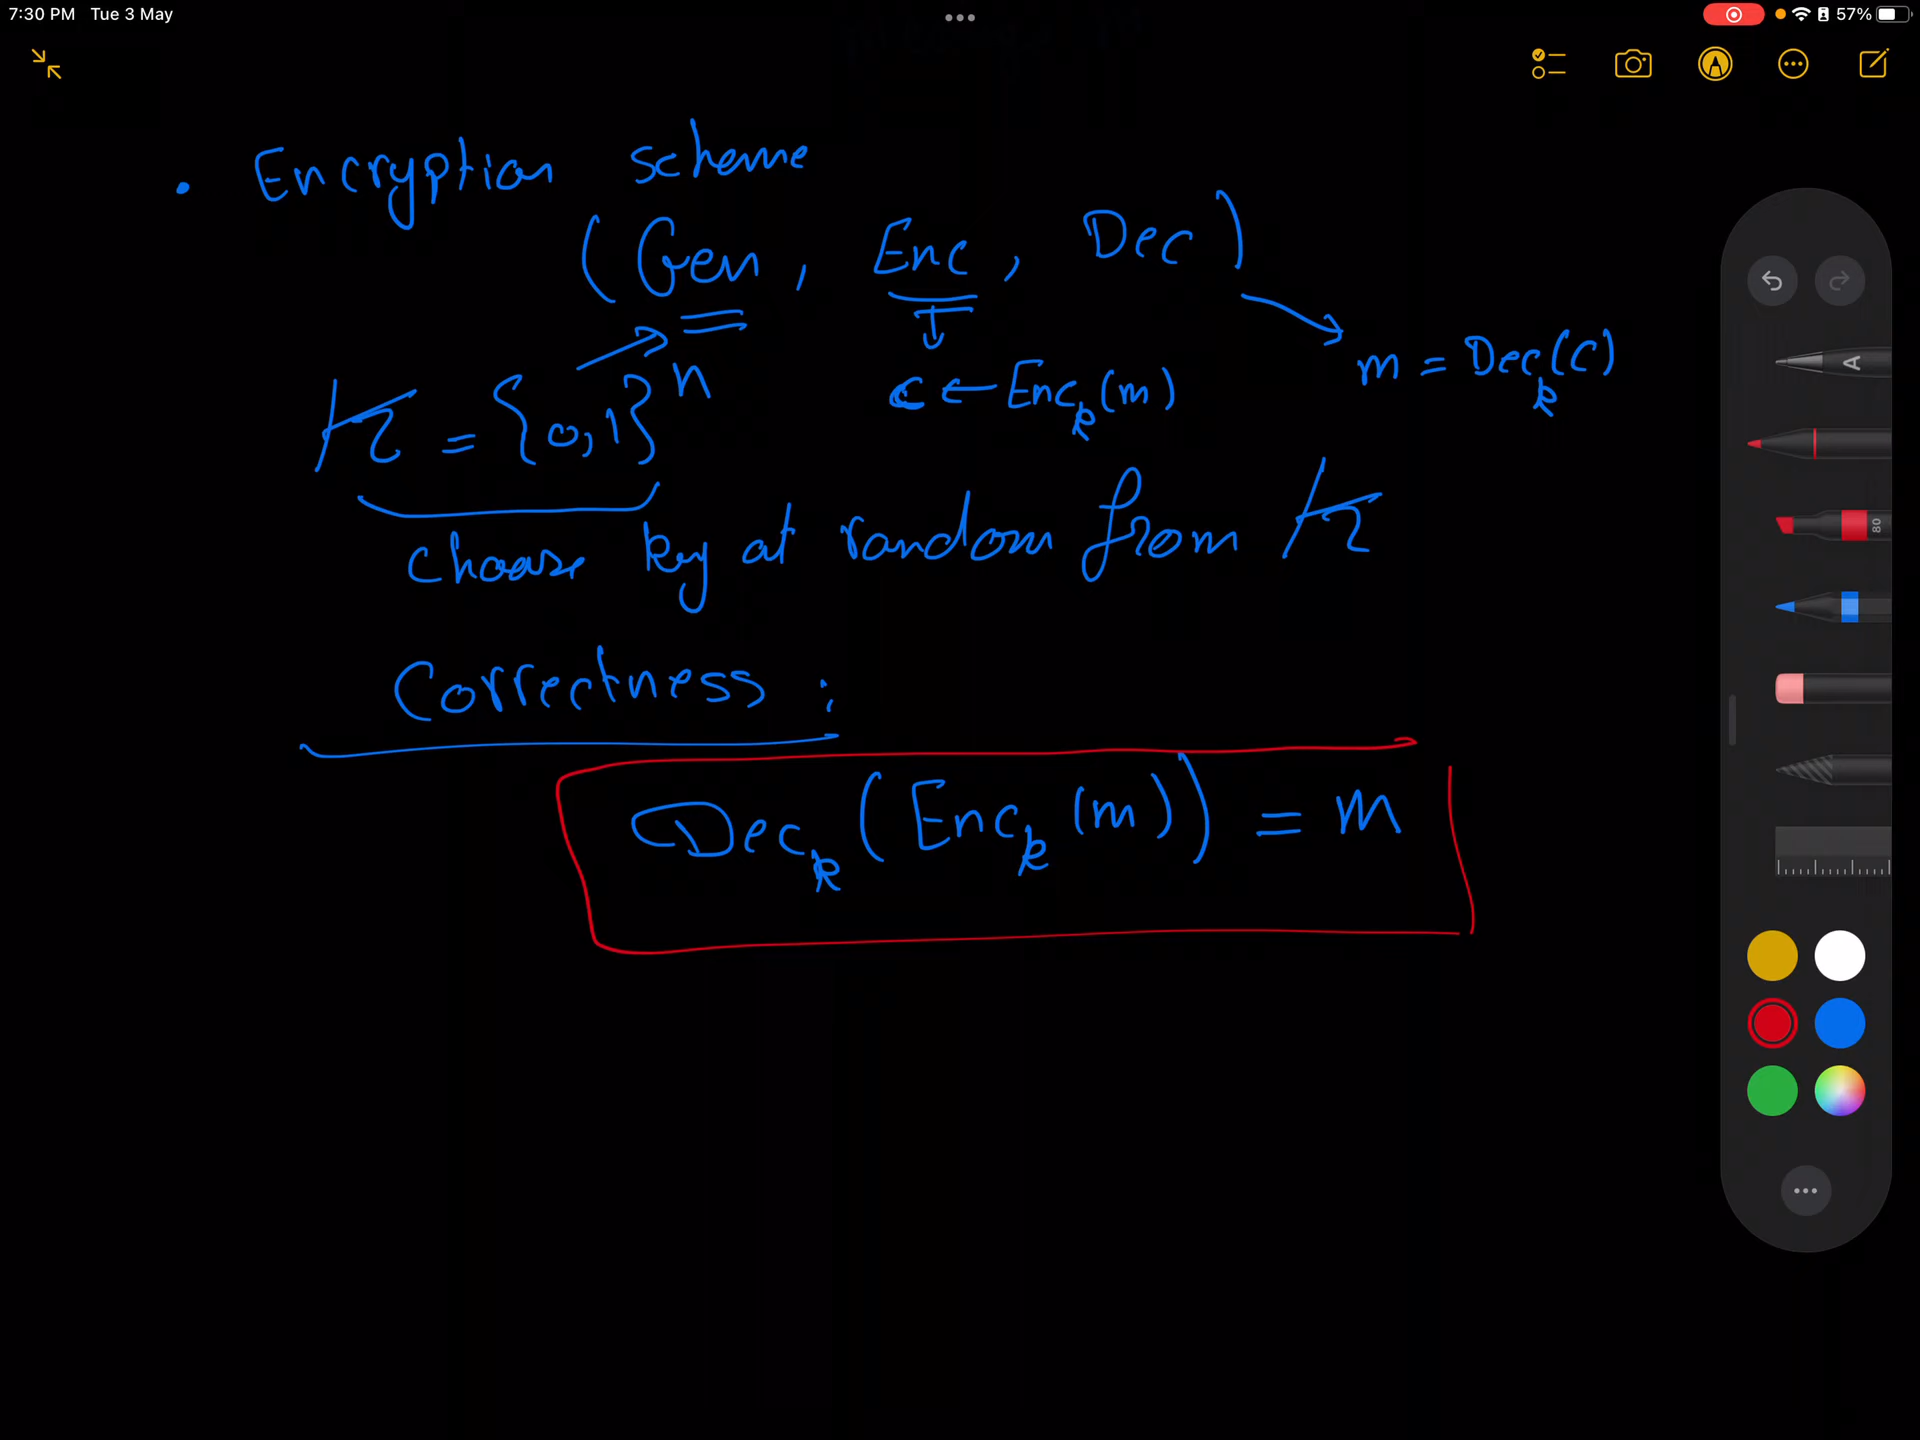 7:30 PM Tue 3 May
57%
• Encryption scheme
(Gen, Enc, Dec)
m = Dec_k(C)
K = {0,1}^n
c ← Enc_k(m)
choose key at random from K
Correctness:
Dec_k(Enc_k(m)) = m
A
80